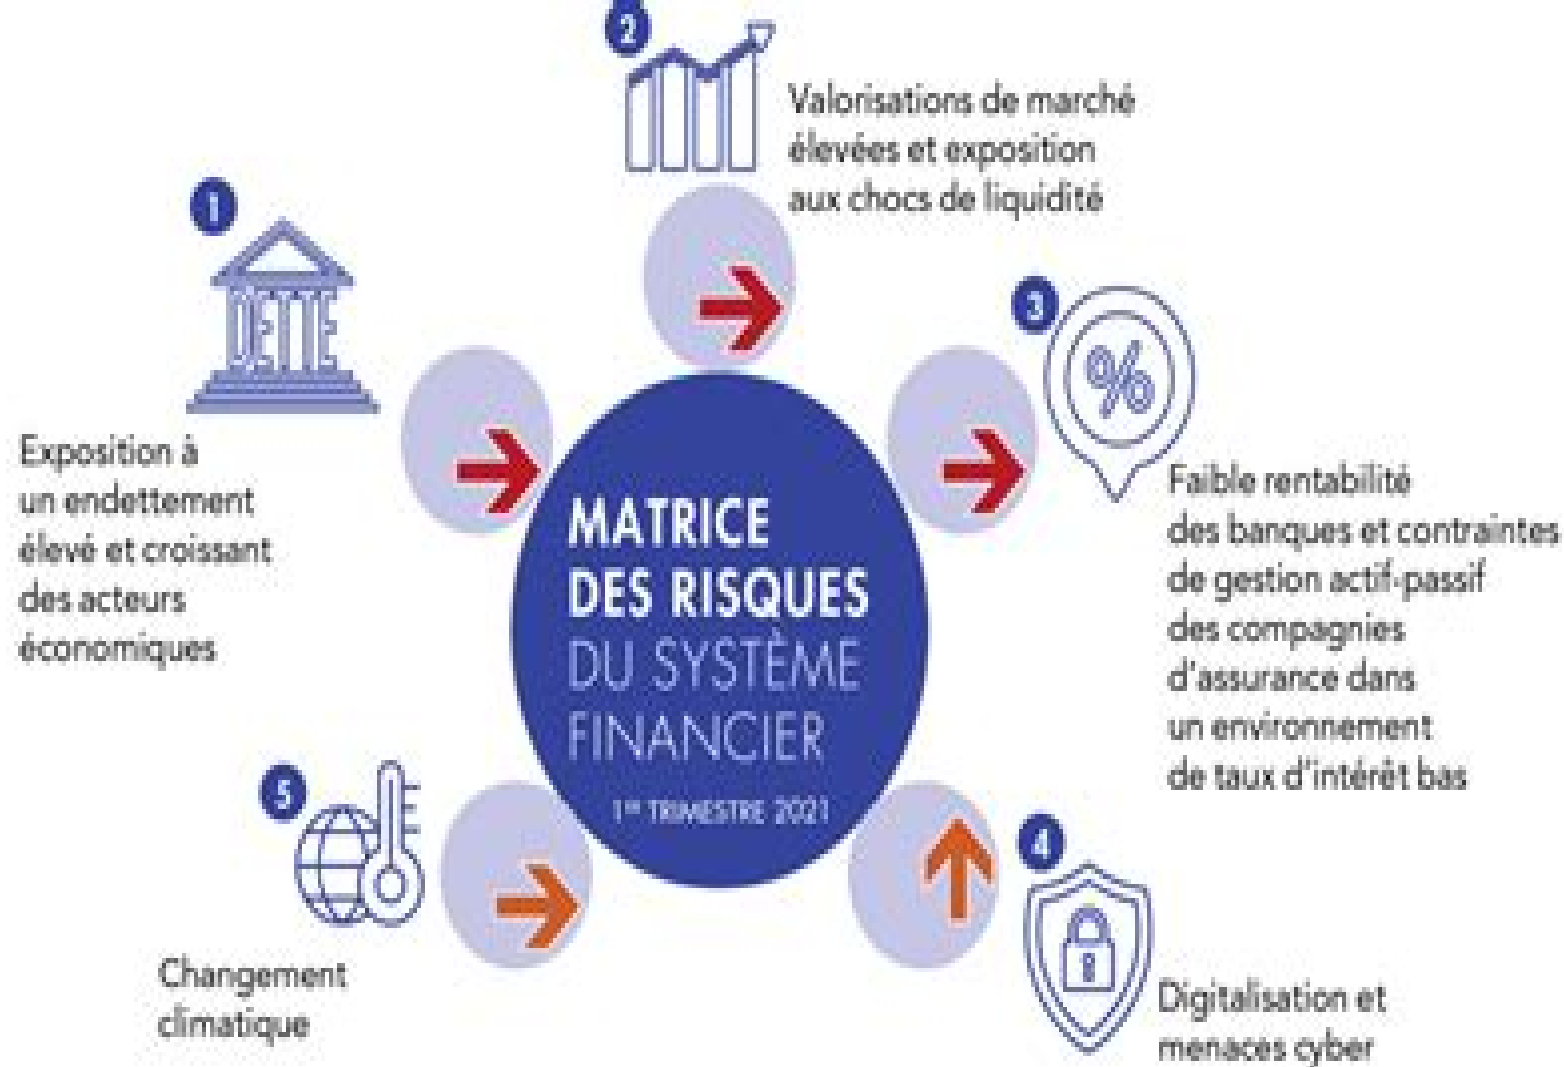 1
DETTE
Exposition à
un endettement
élevé et croissant
des acteurs
économiques
2
Valorisations de marché
élevées et exposition
aux chocs de liquidité
3
%
Faible rentabilité
des banques et contraintes
de gestion actif-passif
des compagnies
d'assurance dans
un environnement
de taux d'intérêt bas
MATRICE
DES RISQUES
DU SYSTÈME
FINANCIER
1er TRIMESTRE 2021
4
Digitalisation et
menaces cyber
5
Changement
climatique